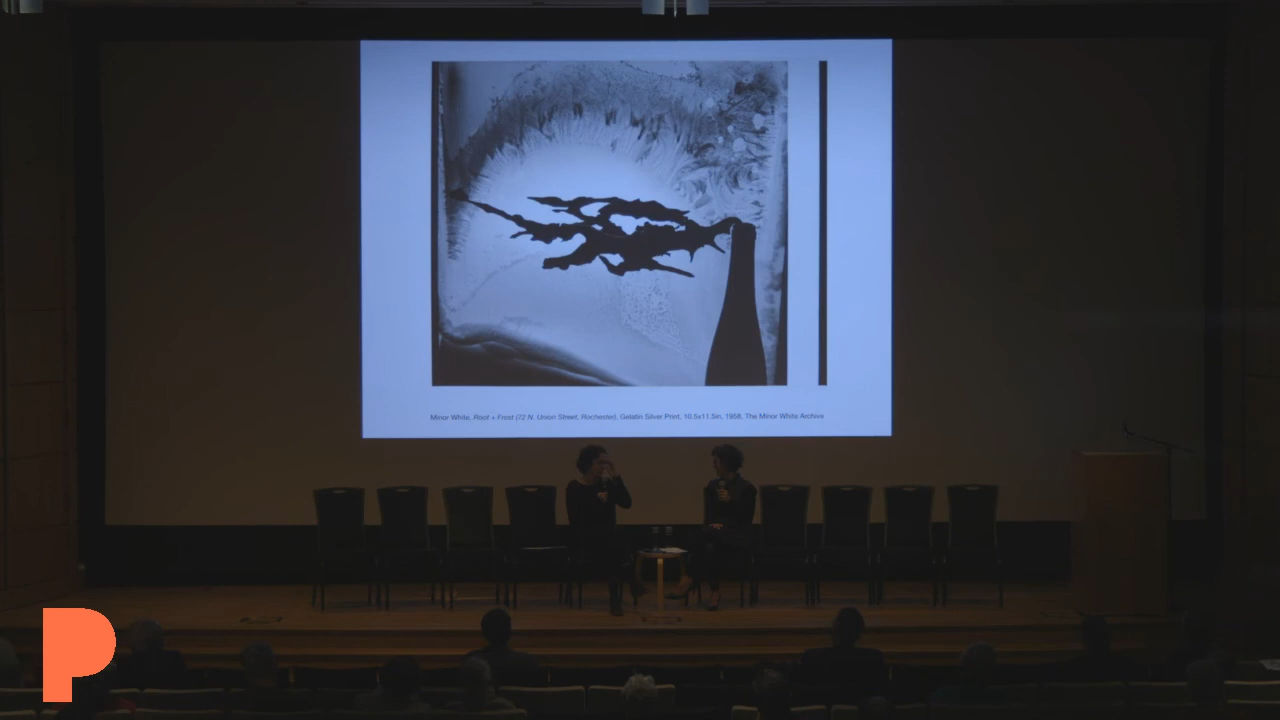 Minor White, Root + Frost (72 N. Union Street, Rochester), Gelatin Silver Print, 10.5x11.5in, 1958. The Minor White Archive
P